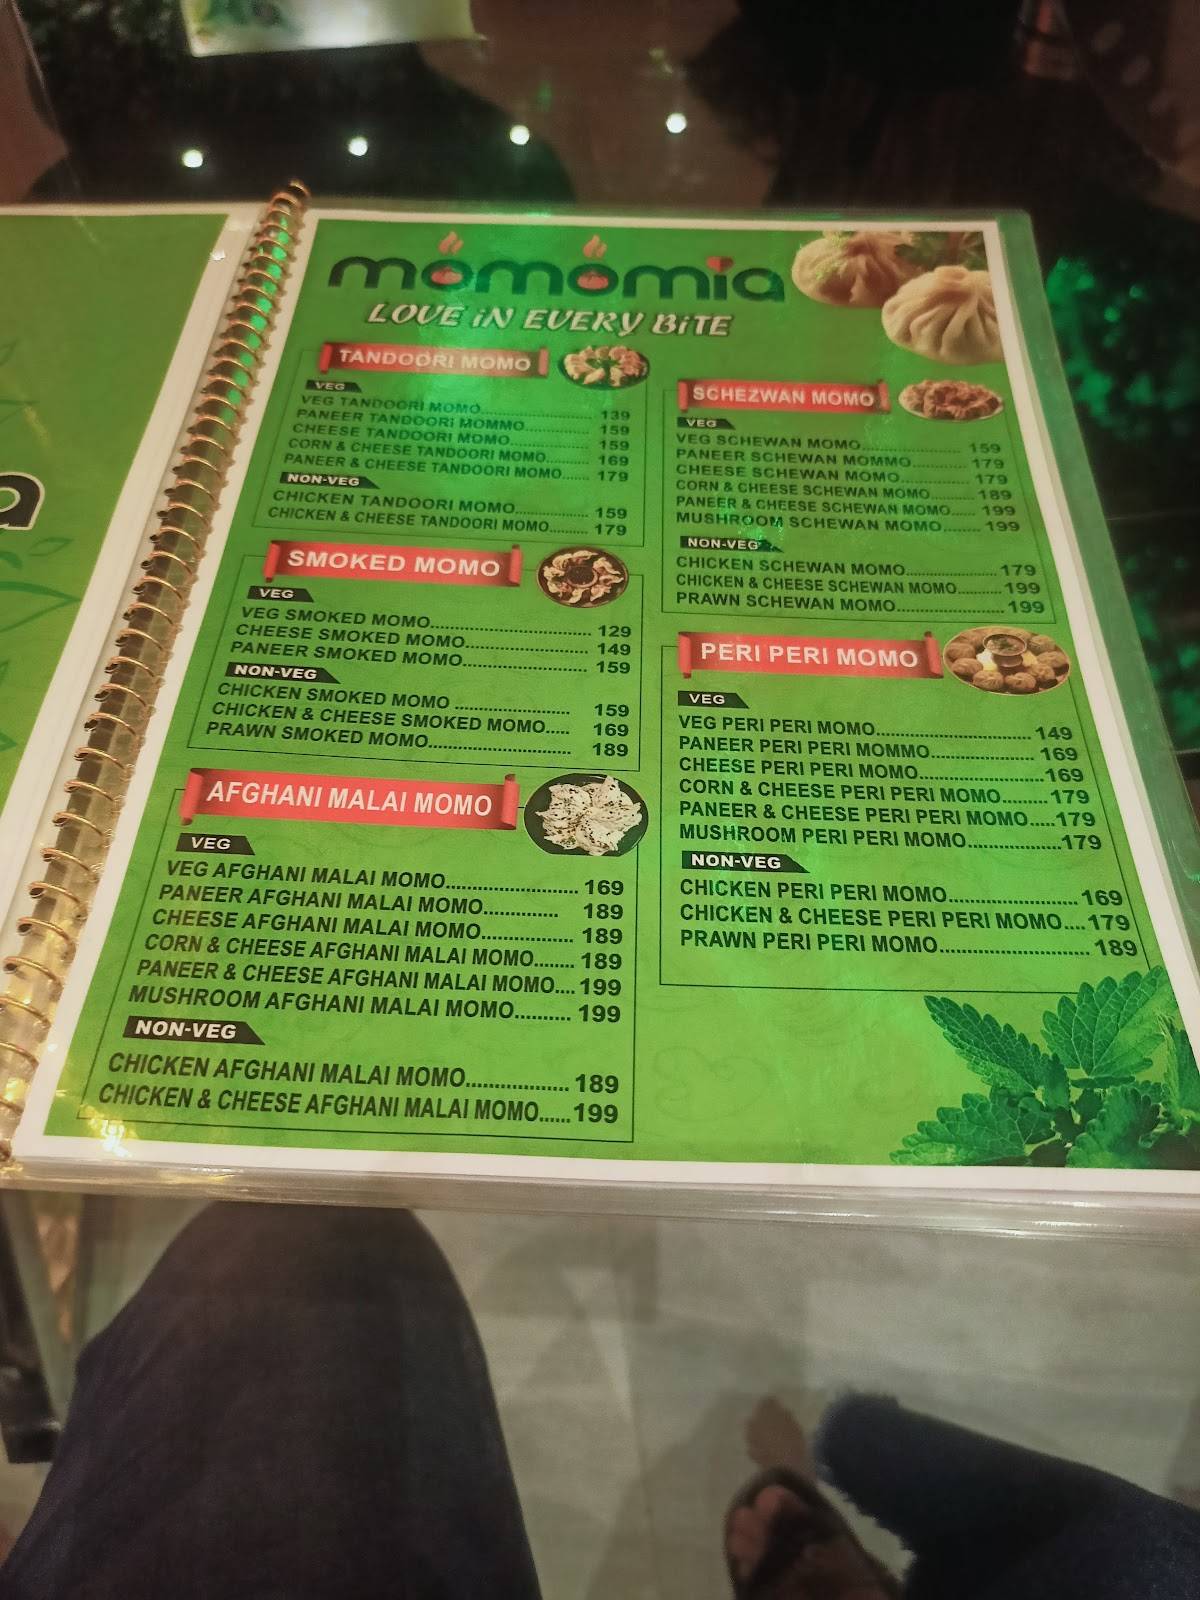 a
momomia
LOVE iN EVERY BiTE
TANDOORI MOMO
VEG
VEG TANDOORI MOMO............................ 139
PANEER TANDOORI MOMMO................ 159
CHEESE TANDOORI MOMO.................... 159
CORN & CHEESE TANDOORI MOMO.......... 169
PANEER & CHEESE TANDOORI MOMO....... 179
NON-VEG
CHICKEN TANDOORI MOMO.....................159
CHICKEN & CHEESE TANDOORI MOMO.......... 179
SMOKED MOMO
VEG
VEG SMOKED MOMO............................... 129
CHEESE SMOKED MOMO........................ 149
PANEER SMOKED MOMO........................ 159
NON-VEG
CHICKEN SMOKED MOMO ...................... 159
CHICKEN & CHEESE SMOKED MOMO..... 169
PRAWN SMOKED MOMO......................... 189
AFGHANI MALAI MOMO
VEG
VEG AFGHANI MALAI MOMO....................... 169
PANEER AFGHANI MALAI MOMO............. 189
CHEESE AFGHANI MALAI MOMO................ 189
CORN & CHEESE AFGHANI MALAI MOMO....... 189
PANEER & CHEESE AFGHANI MALAI MOMO.... 199
MUSHROOM AFGHANI MALAI MOMO.......... 199
NON-VEG
CHICKEN AFGHANI MALAI MOMO.................. 189
CHICKEN & CHEESE AFGHANI MALAI MOMO......199
SCHEZWAN MOMO
VEG
VEG SCHEWAN MOMO........................ 159
PANEER SCHEWAN MOMMO.............. 179
CHEESE SCHEWAN MOMO................. 179
CORN & CHEESE SCHEWAN MOMO.......... 189
PANEER & CHEESE SCHEWAN MOMO...... 199
MUSHROOM SCHEWAN MOMO........ 199
NON-VEG
CHICKEN SCHEWAN MOMO......................... 179
CHICKEN & CHEESE SCHEWAN MOMO.......... 199
PRAWN SCHEWAN MOMO...................... 199
PERI PERI MOMO
VEG
VEG PERI PERI MOMO............................... 149
PANEER PERI PERI MOMMO..................... 169
CHEESE PERI PERI MOMO.........................169
CORN & CHEESE PERI PERI MOMO.........179
PANEER & CHEESE PERI PERI MOMO.....179
MUSHROOM PERI PERI MOMO..................179
NON-VEG
CHICKEN PERI PERI MOMO....................... 169
CHICKEN & CHEESE PERI PERI MOMO.... 179
PRAWN PERI PERI MOMO........................... 189